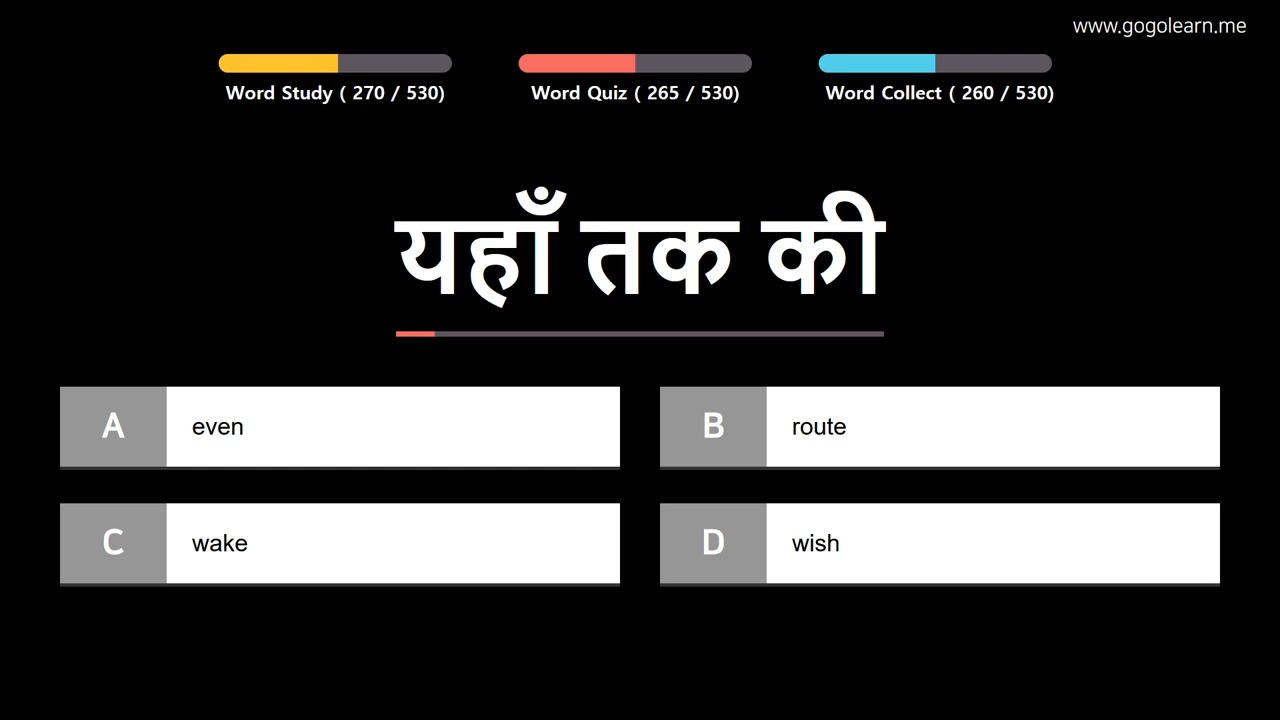 www.gogolearn.me
Word Study ( 270 / 530)
Word Quiz ( 265 / 530)
Word Collect ( 260 / 530)
यहाँ तक की
A even
B route
C wake
D wish